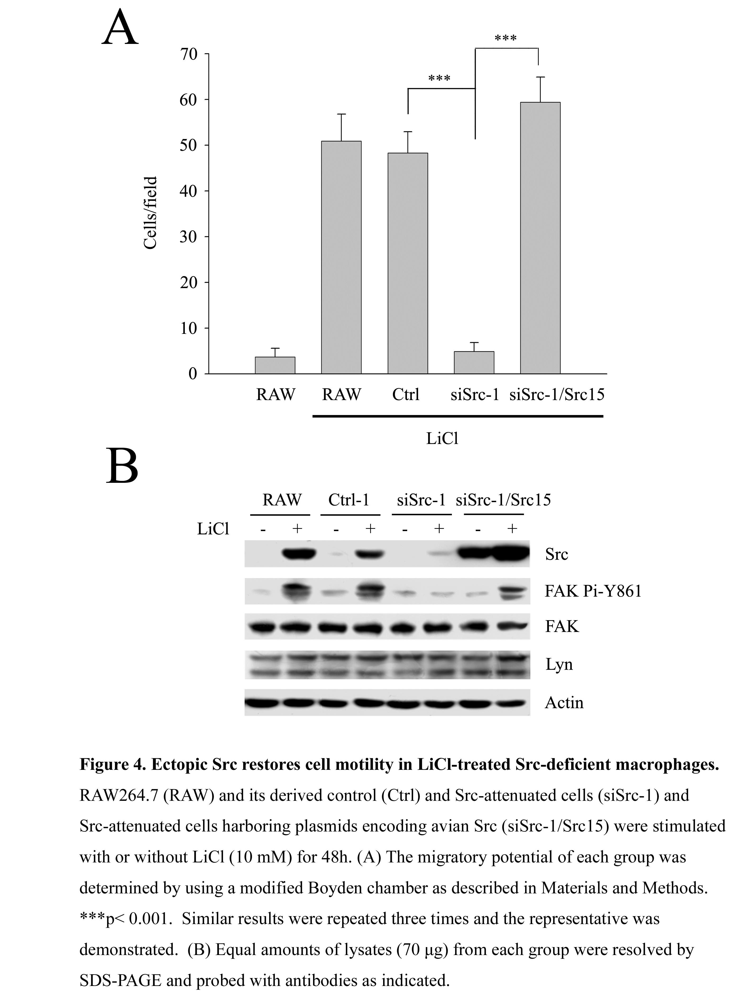 A
***
***
70
60
50
40
30
20
10
0
Cells/field
RAW RAW Ctrl siSrc-1 siSrc-1/Src15
LiCl
B
RAW Ctrl-1 siSrc-1 siSrc-1/Src15
LiCl - + - + - + - +
Src
FAK Pi-Y861
FAK
Lyn
Actin
Figure 4. Ectopic Src restores cell motility in LiCl-treated Src-deficient macrophages.
RAW264.7 (RAW) and its derived control (Ctrl) and Src-attenuated cells (siSrc-1) and
Src-attenuated cells harboring plasmids encoding avian Src (siSrc-1/Src15) were stimulated
with or without LiCl (10 mM) for 48h. (A) The migratory potential of each group was
determined by using a modified Boyden chamber as described in Materials and Methods.
***p< 0.001.  Similar results were repeated three times and the representative was
demonstrated.  (B) Equal amounts of lysates (70 μg) from each group were resolved by
SDS-PAGE and probed with antibodies as indicated.